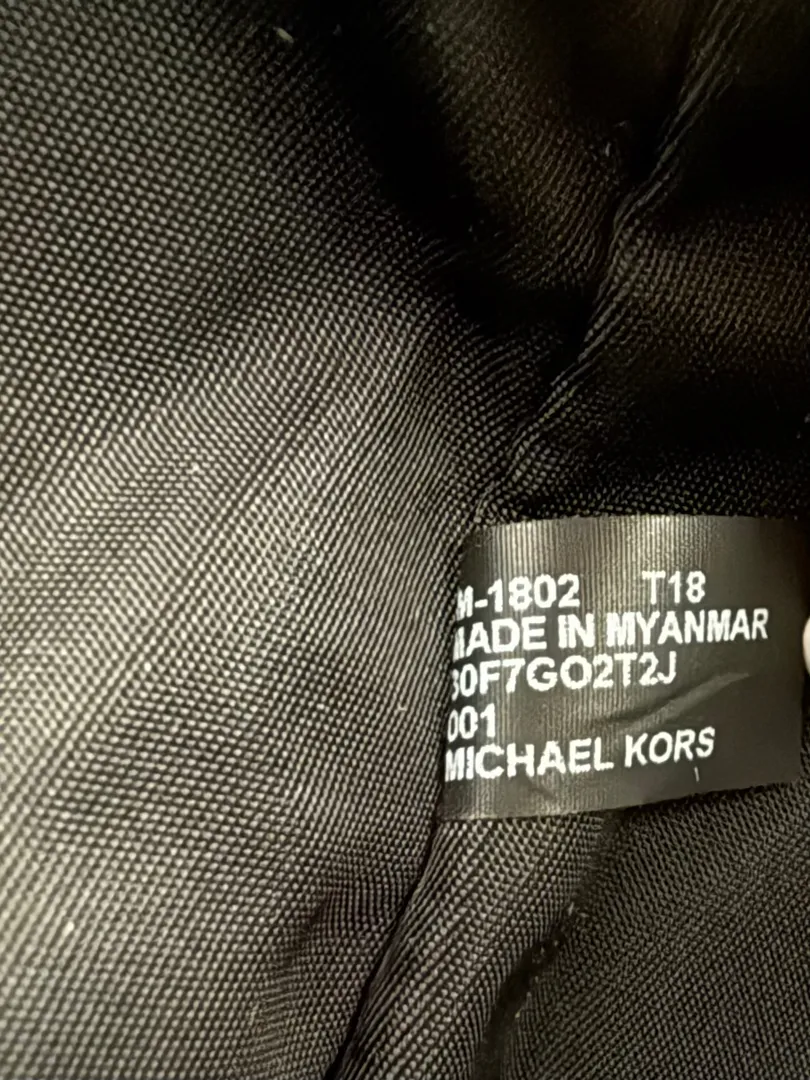 M-1802 T18
MADE IN MYANMAR
30F7GO2T2J
001
MICHAEL KORS